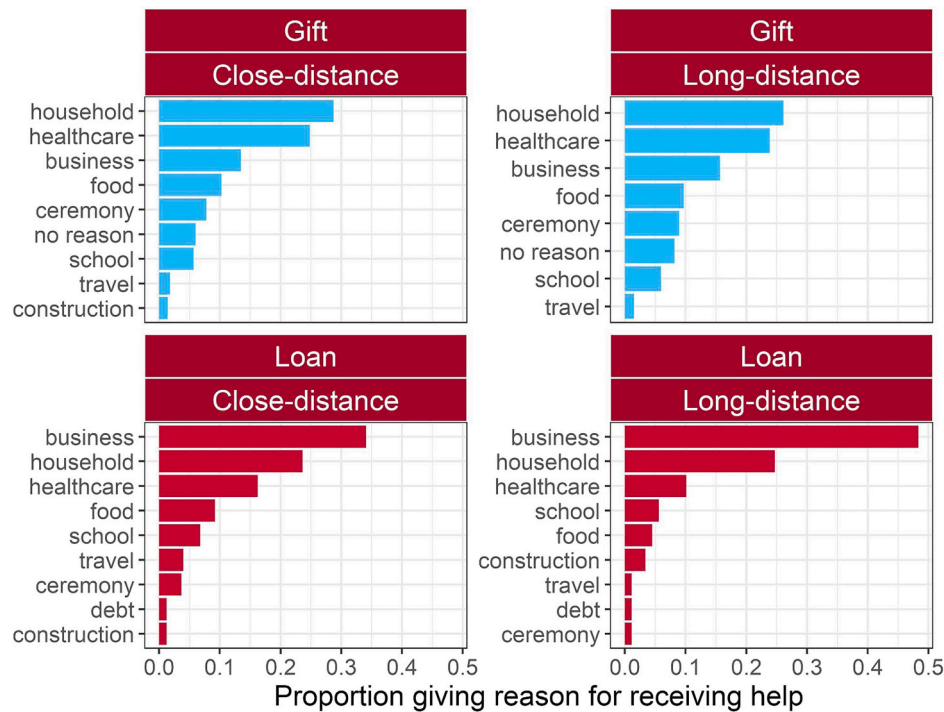 Gift
Close-distance
household
healthcare
business
food
ceremony
no reason
school
travel
construction
Gift
Long-distance
household
healthcare
business
food
ceremony
no reason
school
travel
Loan
Close-distance
business
household
healthcare
food
school
travel
ceremony
debt
construction
0.0 0.1 0.2 0.3 0.4 0.5
Loan
Long-distance
business
household
healthcare
school
food
construction
travel
debt
ceremony
0.0 0.1 0.2 0.3 0.4 0.5
Proportion giving reason for receiving help